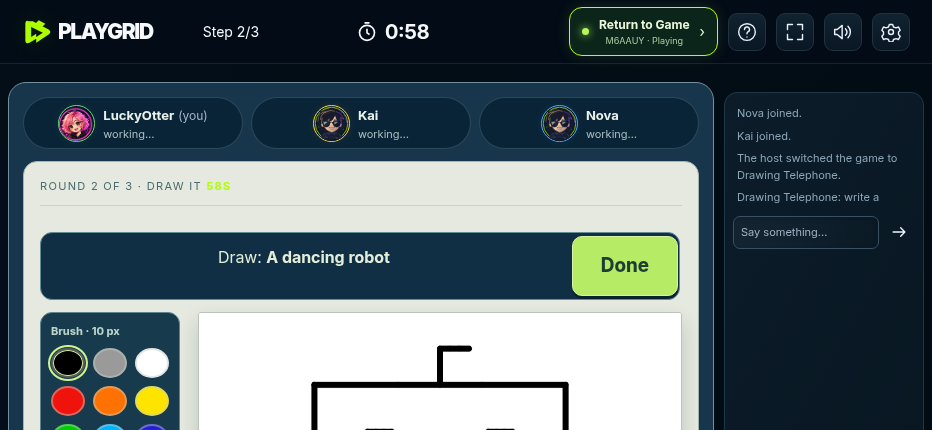 PLAYGRID
Step 2/3
0:58
Return to Game
M6AAUY · Playing
LuckyOtter (you)
working...
Kai
working...
Nova
working...
ROUND 2 OF 3 · DRAW IT 58S
Draw: A dancing robot
Done
Brush · 10 px
Nova joined.
Kai joined.
The host switched the game to
Drawing Telephone.
Drawing Telephone: write a
Say something...